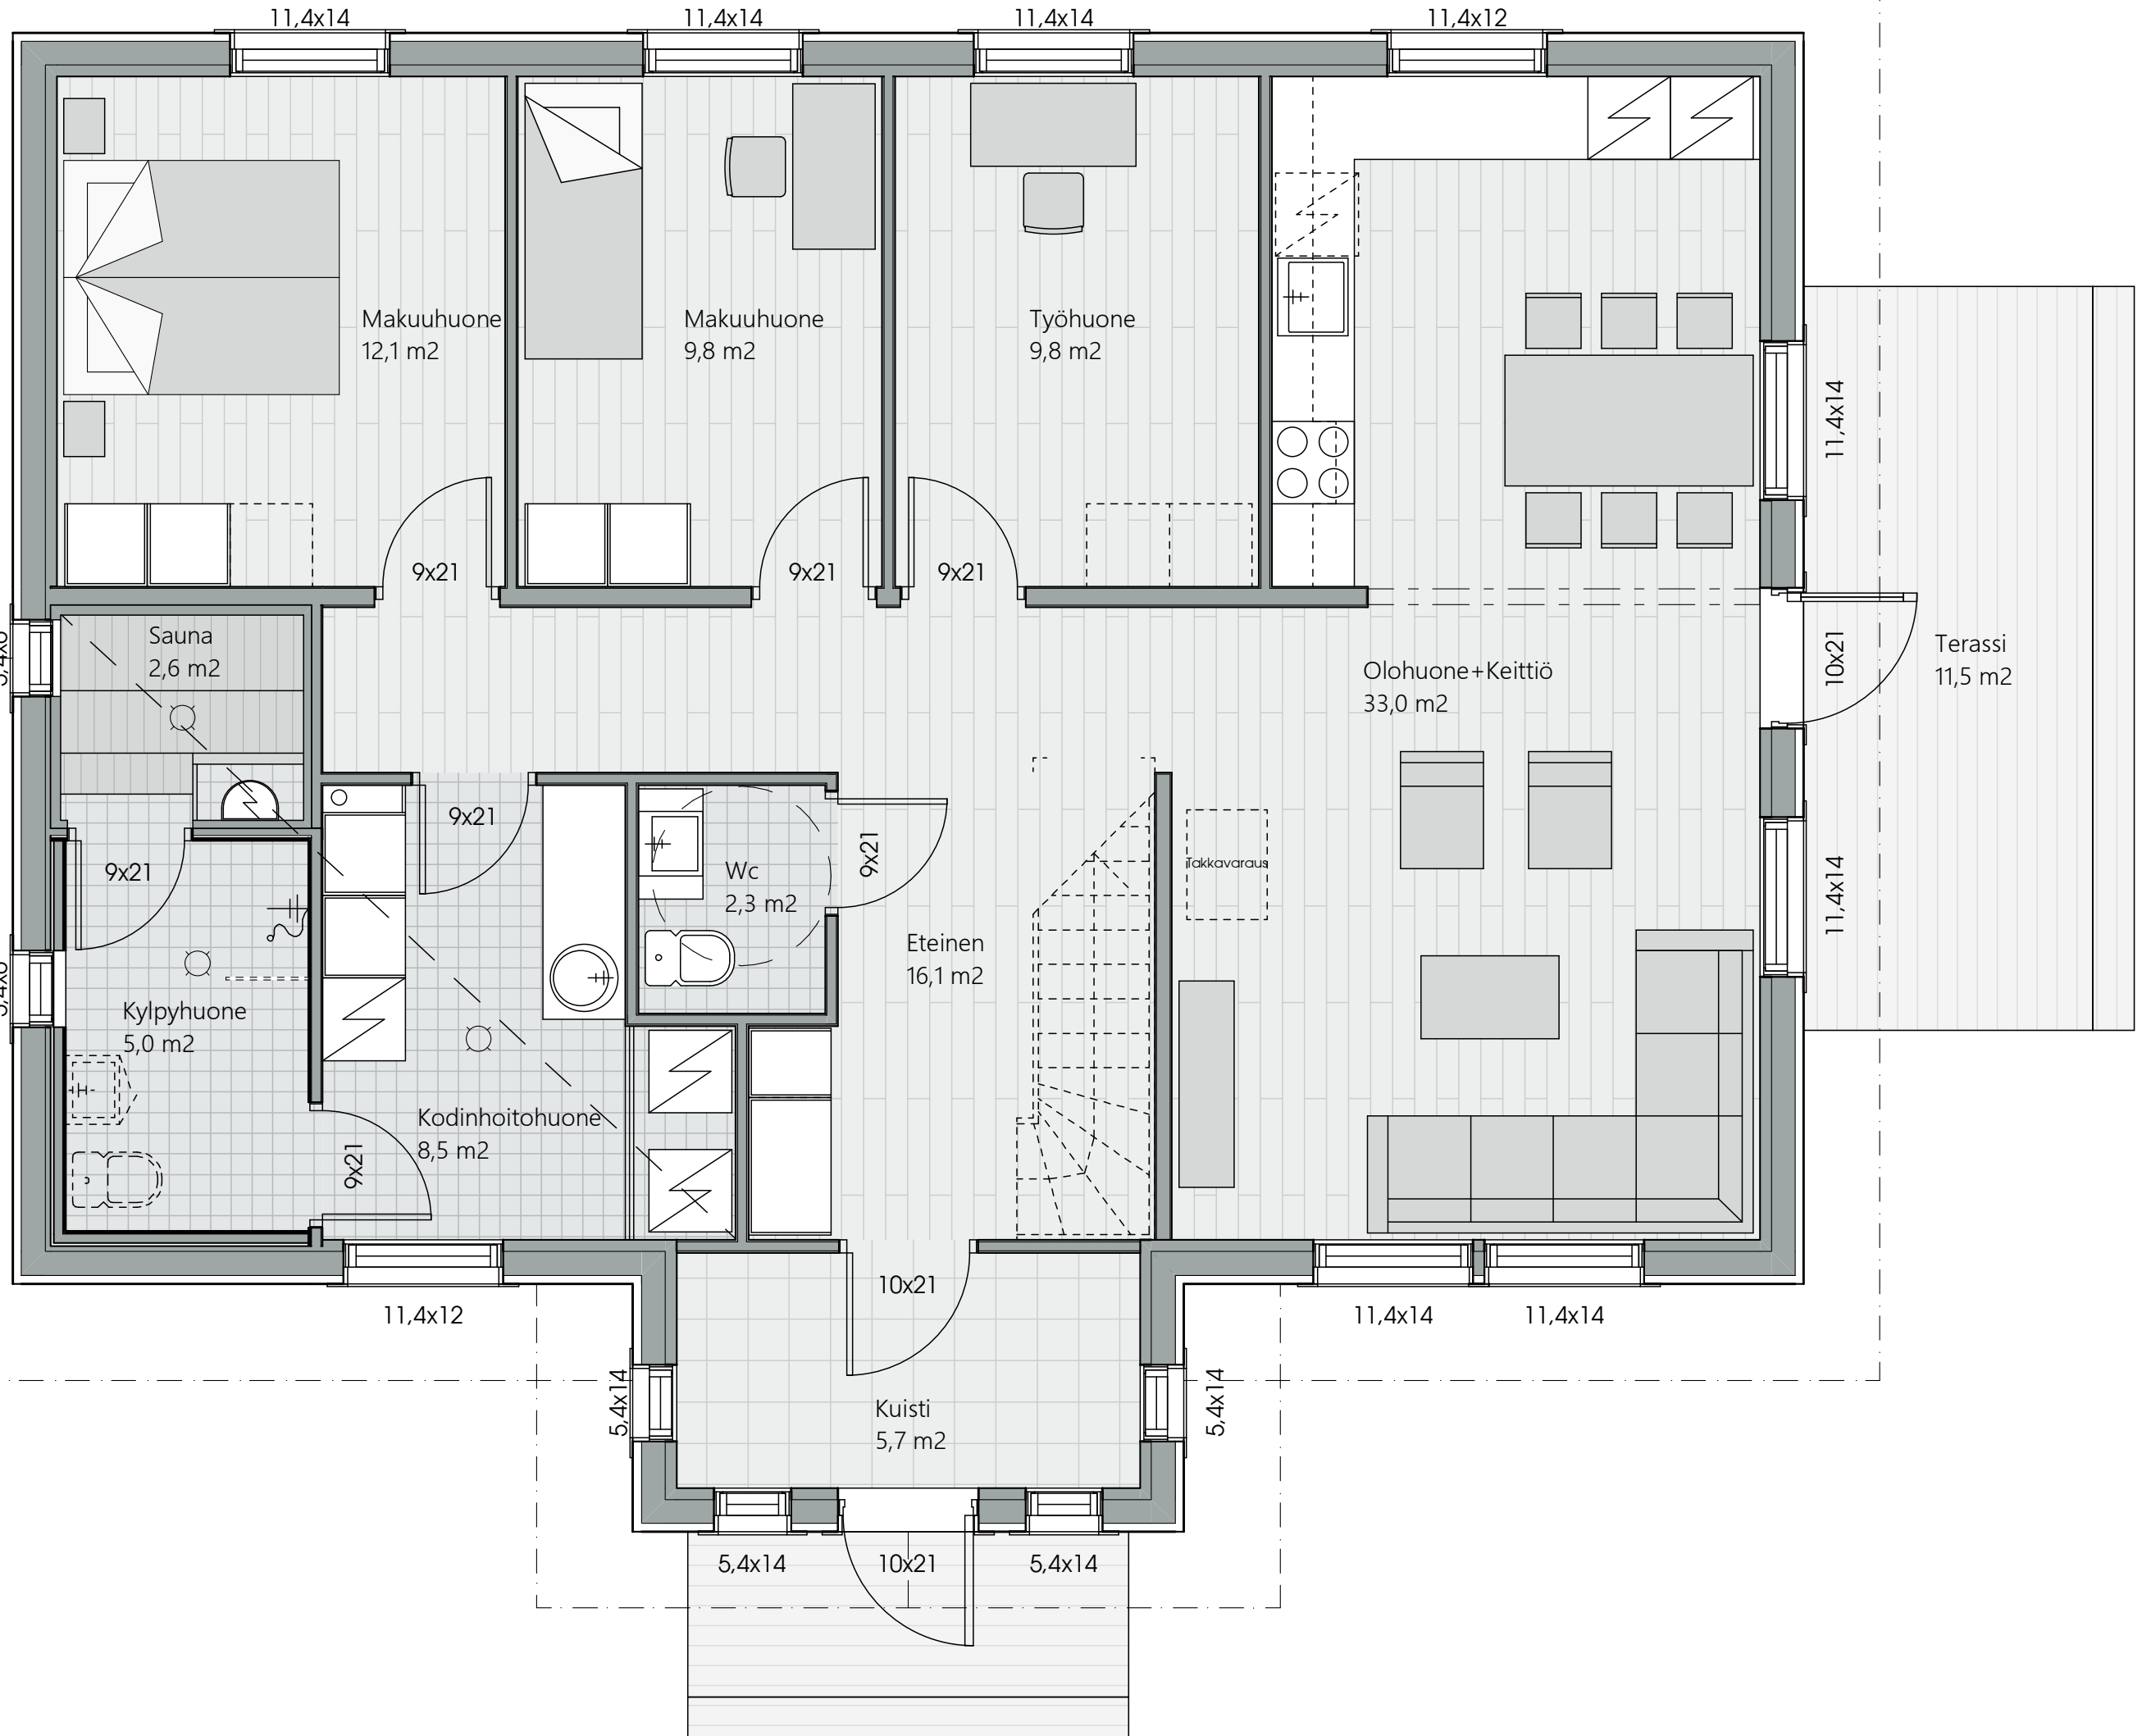 11,4x14
11,4x14
11,4x14
11,4x12
Makuuhuone
12,1 m2
Makuuhuone
9,8 m2
Työhuone
9,8 m2
11,4x14
9x21
9x21
9x21
Sauna
2,6 m2
Olohuone+Keittiö
33,0 m2
10x21
Terassi
11,5 m2
9x21
9x21
9x21
Wc
2,3 m2
Takkavaraus
11,4x14
Eteinen
16,1 m2
Kylpyhuone
5,0 m2
Kodinhoitohuone
8,5 m2
9x21
10x21
11,4x12
11,4x14
11,4x14
5,4x14
Kuisti
5,7 m2
5,4x14
5,4x14
10x21
5,4x14